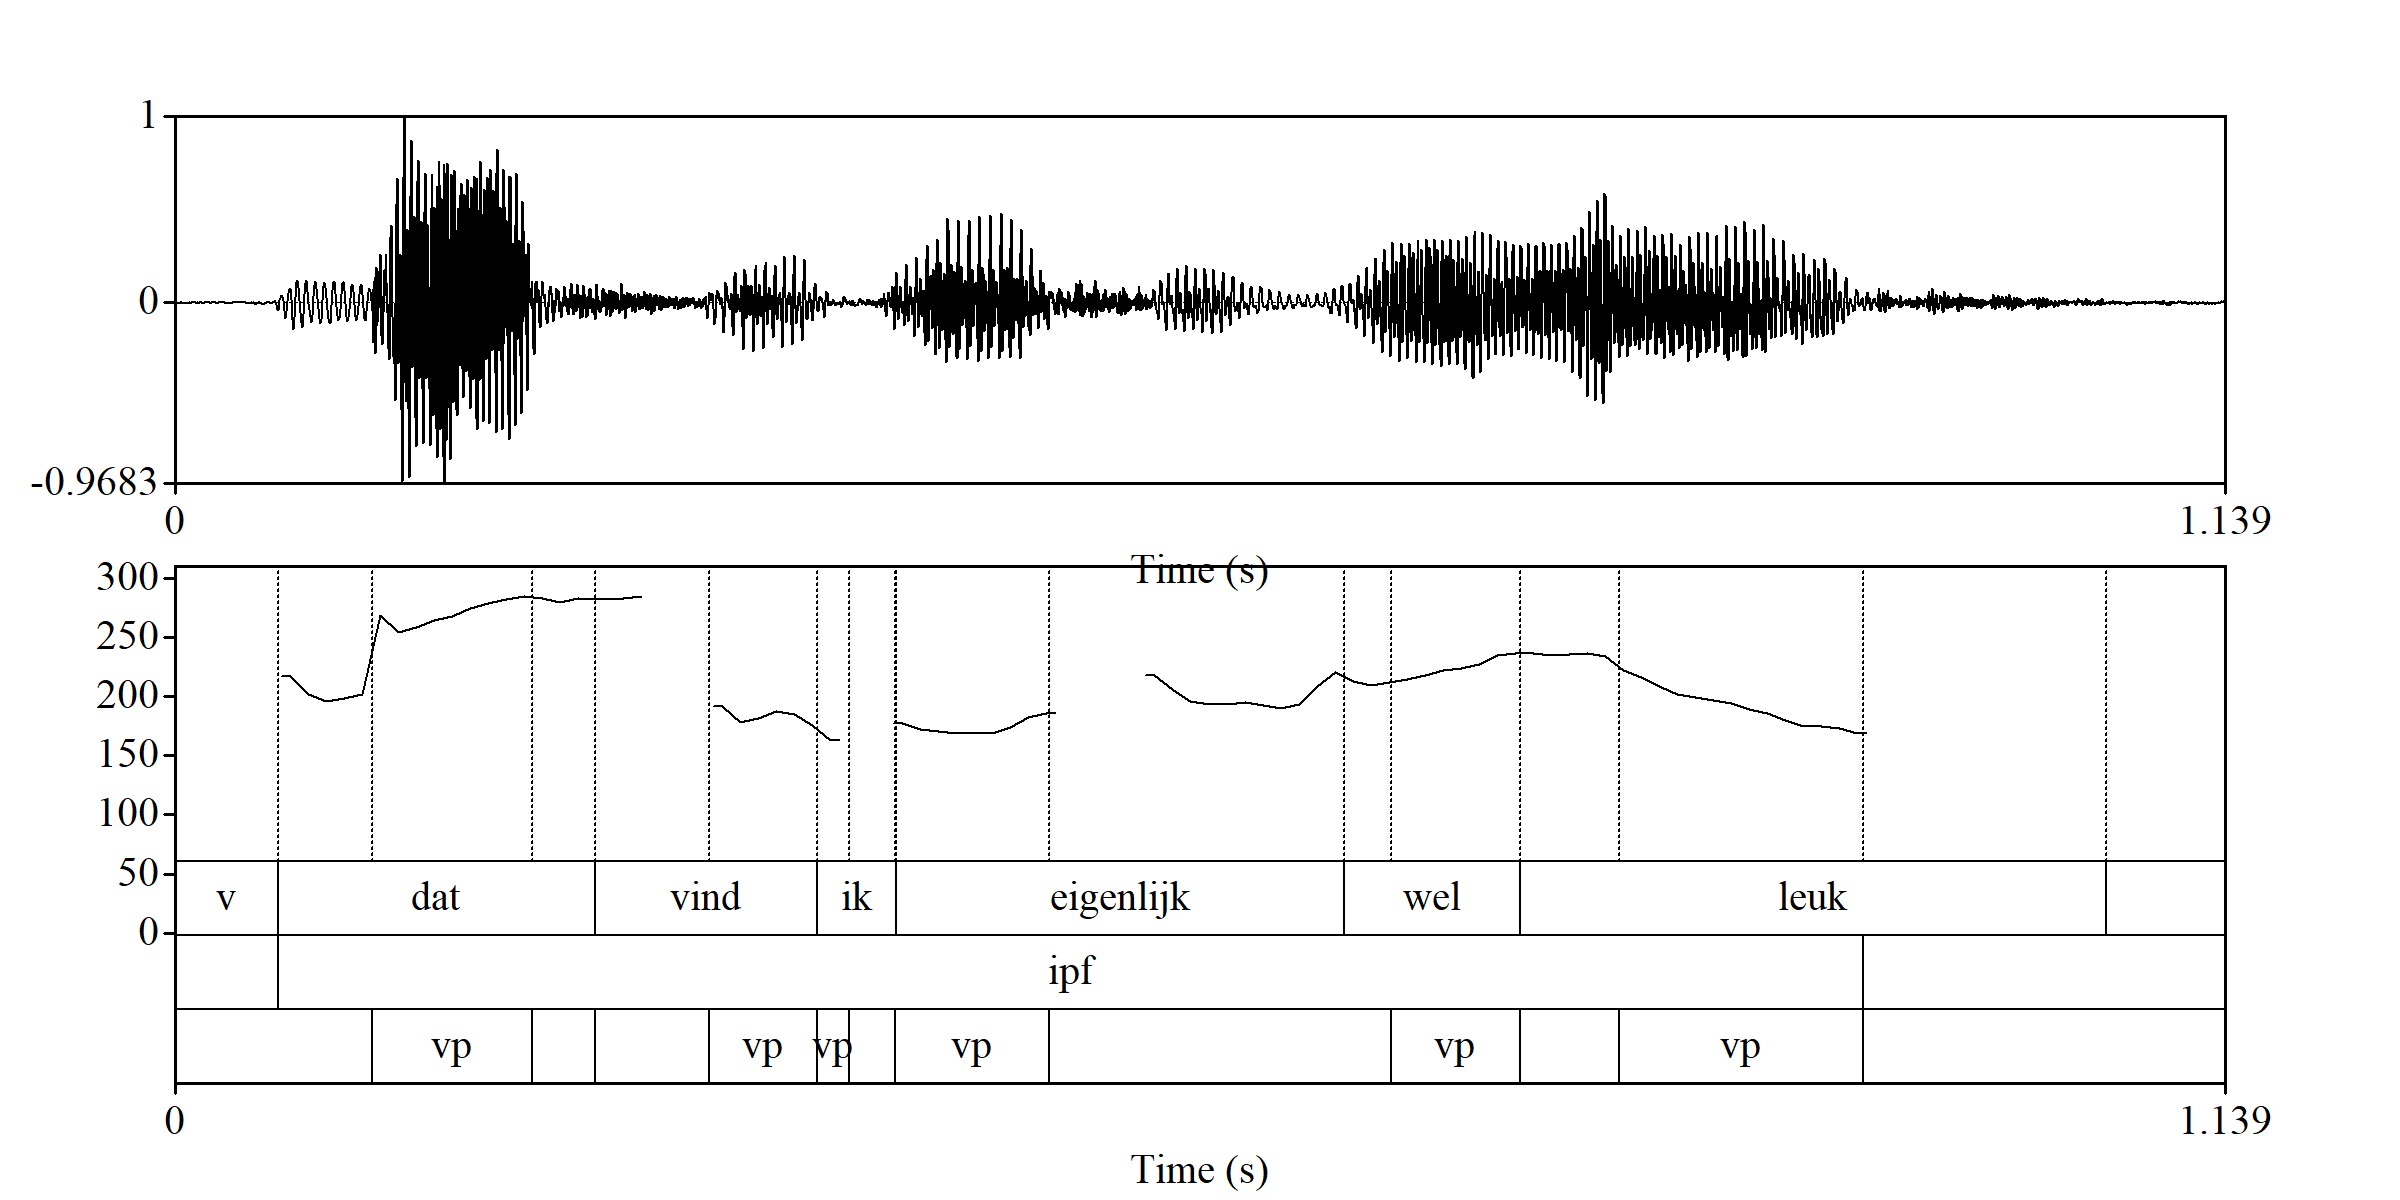 1
0
-0.9683
0 1.139
Time (s)
300
250
200
150
100
50
0
v dat vind ik eigenlijk wel leuk
ipf
vp vp vp vp vp vp
0 1.139
Time (s)